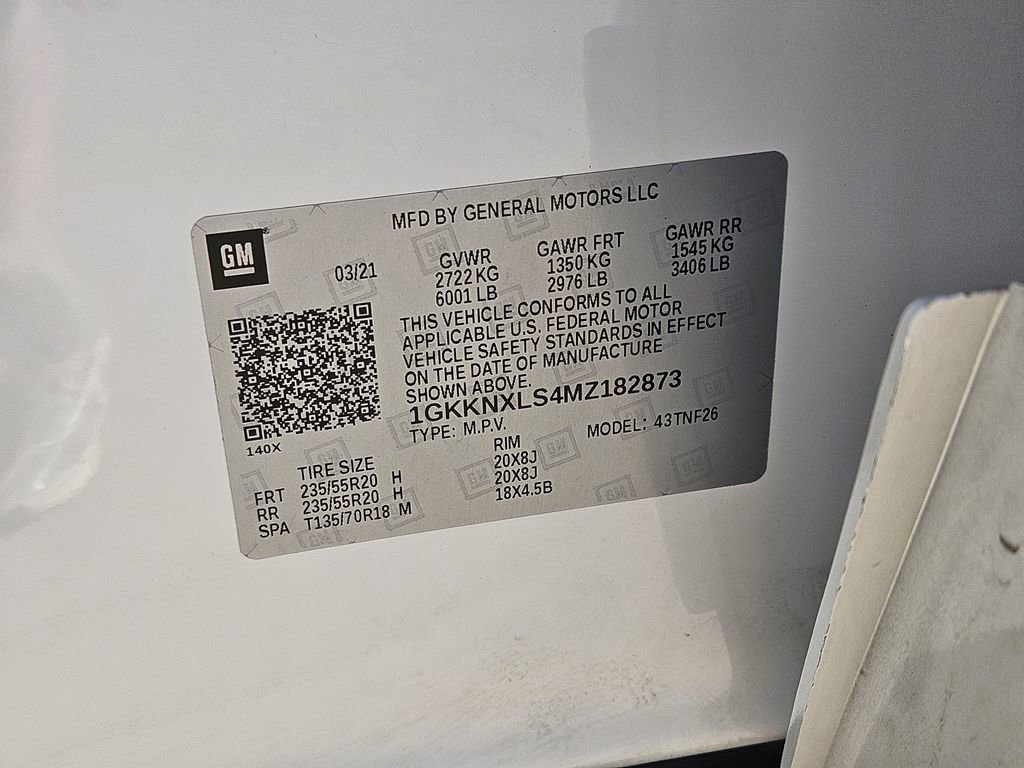 MFD BY GENERAL MOTORS LLC
GM
03/21
GVWR
2722 KG
6001 LB
GAWR FRT
1350 KG
2976 LB
GAWR RR
1545 KG
3406 LB
THIS VEHICLE CONFORMS TO ALL
APPLICABLE U.S. FEDERAL MOTOR
VEHICLE SAFETY STANDARDS IN EFFECT
ON THE DATE OF MANUFACTURE
SHOWN ABOVE.
1GKKNXLS4MZ182873
TYPE: M.P.V.
MODEL: 43TNF26
140X
TIRE SIZE RIM
FRT 235/55R20 H 20X8J
RR 235/55R20 H 20X8J
SPA T135/70R18 M 18X4.5B